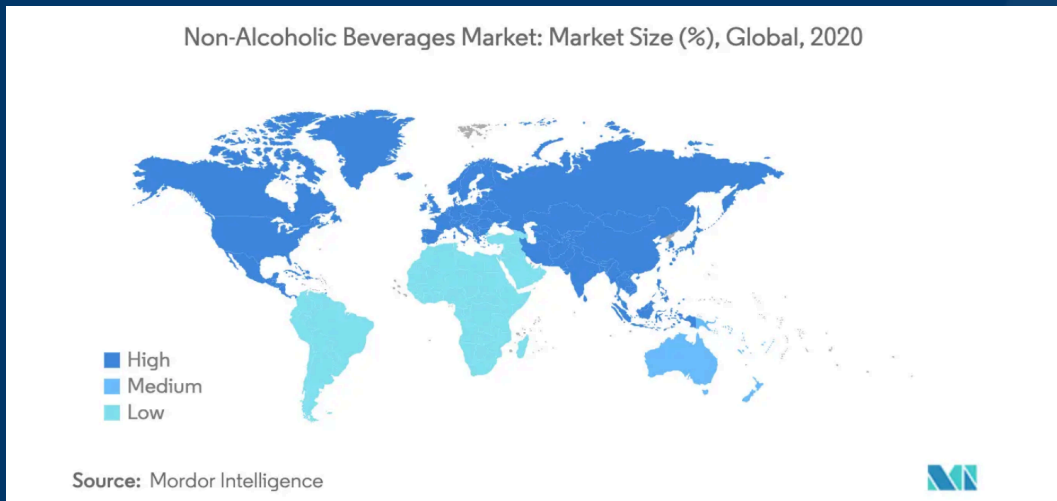 Non-Alcoholic Beverages Market: Market Size (%), Global, 2020
High
Medium
Low
Source: Mordor Intelligence